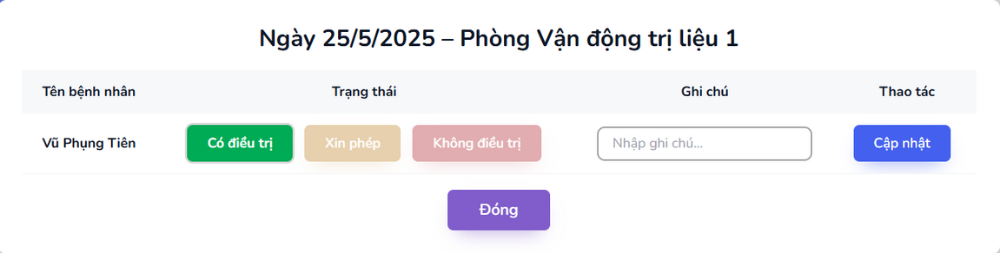 Ngày 25/5/2025 – Phòng Vận động trị liệu 1
Tên bệnh nhân Trạng thái Ghi chú Thao tác
Vũ Phụng Tiên Có điều trị Xin phép Không điều trị Nhập ghi chú... Cập nhật
Đóng